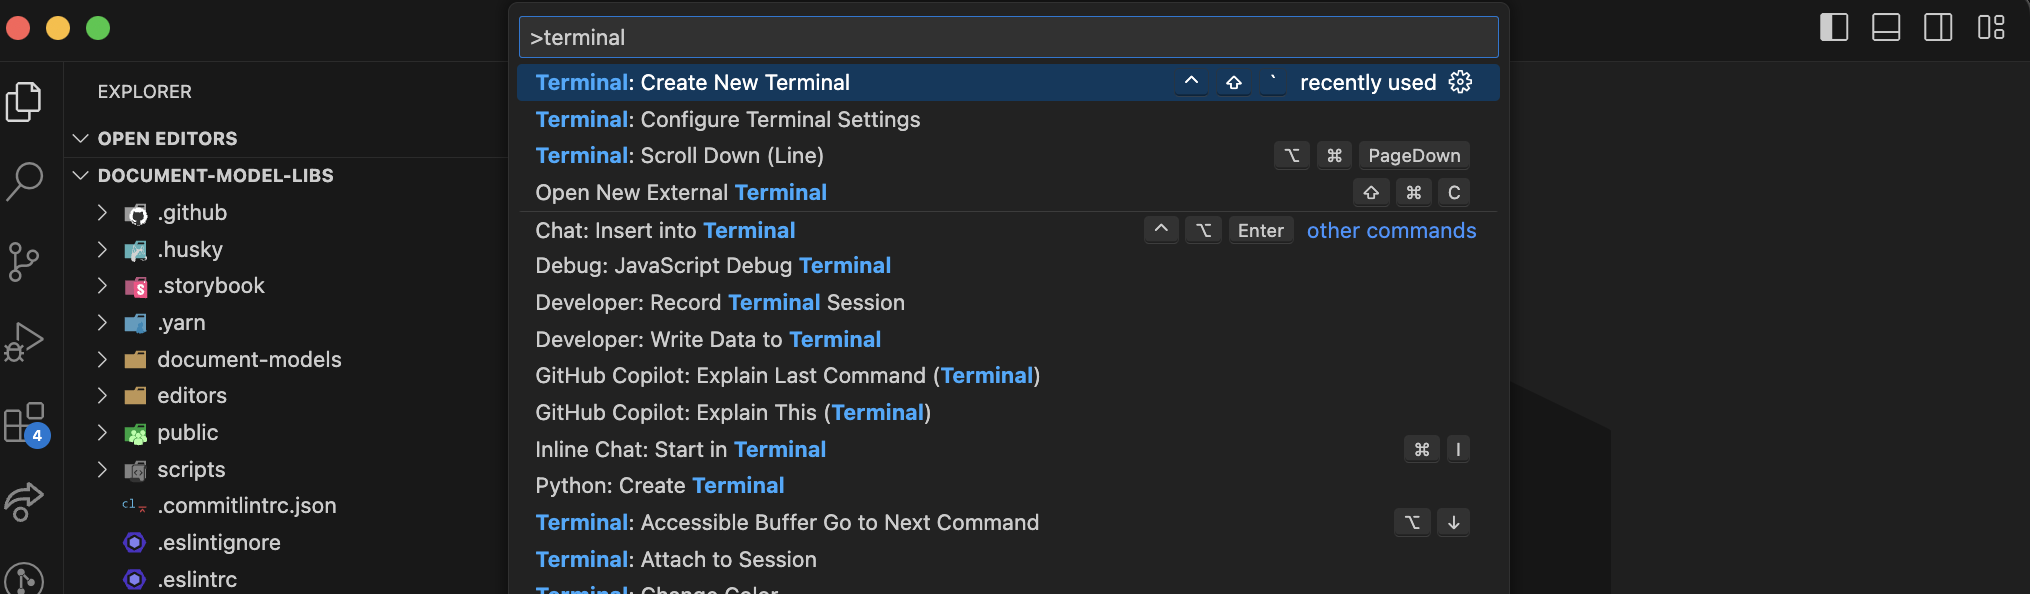 >terminal
EXPLORER
OPEN EDITORS
DOCUMENT-MODEL-LIBS
.github
.husky
.storybook
.yarn
document-models
editors
public
scripts
.commitlintrc.json
.eslintignore
.eslintrc
4
Terminal: Create New Terminal ^ ⇧ ` recently used
Terminal: Configure Terminal Settings
Terminal: Scroll Down (Line) ⌥ ⌘ PageDown
Open New External Terminal ⇧ ⌘ C
Chat: Insert into Terminal ^ ⌥ Enter other commands
Debug: JavaScript Debug Terminal
Developer: Record Terminal Session
Developer: Write Data to Terminal
GitHub Copilot: Explain Last Command (Terminal)
GitHub Copilot: Explain This (Terminal)
Inline Chat: Start in Terminal ⌘ I
Python: Create Terminal
Terminal: Accessible Buffer Go to Next Command ⌥ ↓
Terminal: Attach to Session
Terminal: Change Color